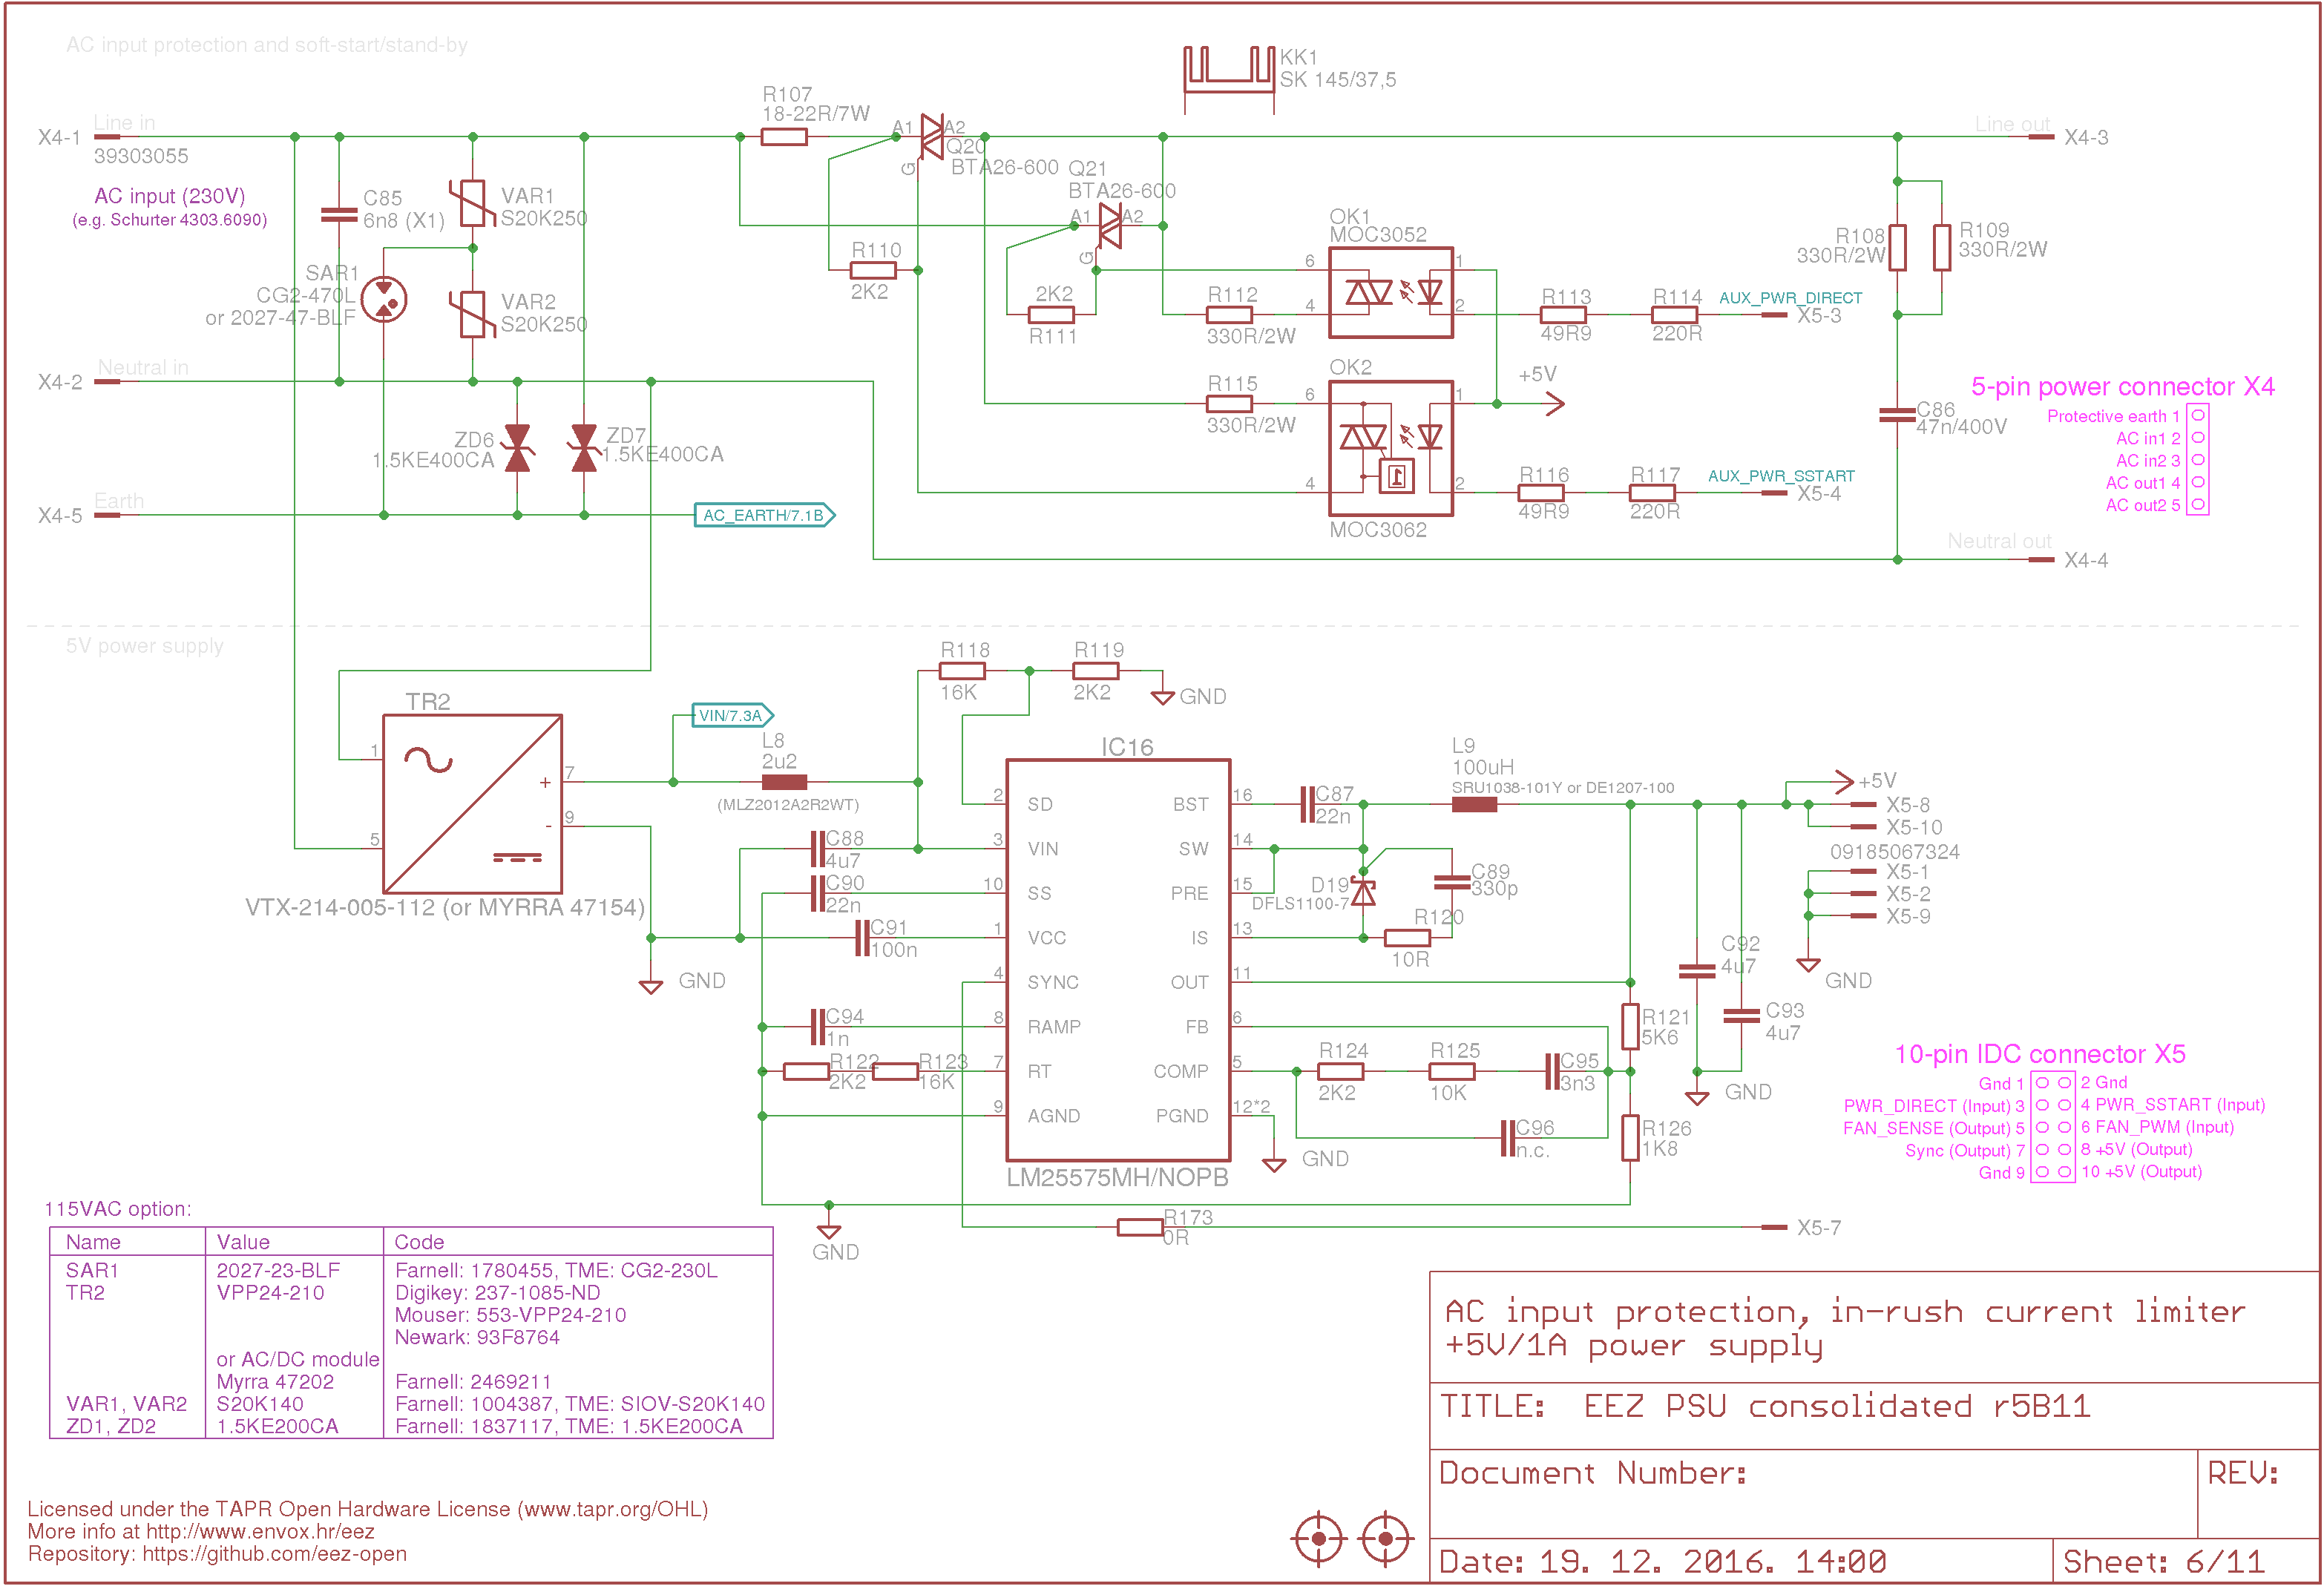 AC input protection and soft-start/stand-by
KK1
SK 145/37,5
R107
18-22R/7W
Line in
X4-1
39303055
A1
A2
G
Q20
BTA26-600
Q21
BTA26-600
Line out
X4-3
AC input (230V)
(e.g. Schurter 4303.6090)
C85
6n8 (X1)
VAR1
S20K250
A1
A2
G
OK1
MOC3052
R110
2K2
6
1
4
2
R108
330R/2W
R109
330R/2W
SAR1
CG2-470L
or 2027-47-BLF
VAR2
S20K250
2K2
R111
R112
330R/2W
R113
49R9
R114
220R
AUX_PWR_DIRECT
X5-3
Neutral in
X4-2
OK2
R115
330R/2W
6
1
4
2
+5V
1
MOC3062
5-pin power connector X4
Protective earth 1
AC in1 2
AC in2 3
AC out1 4
AC out2 5
C86
47n/400V
ZD6
1.5KE400CA
ZD7
1.5KE400CA
R116
49R9
R117
220R
AUX_PWR_SSTART
X5-4
Earth
X4-5
AC_EARTH/7.1B
Neutral out
X4-4
5V power supply
R118
16K
R119
2K2
GND
TR2
1
5
7
9
+
-
VTX-214-005-112 (or MYRRA 47154)
VIN/7.3A
L8
2u2
(MLZ2012A2R2WT)
IC16
L9
100uH
SRU1038-101Y or DE1207-100
+5V
X5-8
X5-10
09185067324
X5-1
X5-2
X5-9
GND
2 SD
3 VIN
10 SS
1 VCC
4 SYNC
8 RAMP
7 RT
9 AGND
BST 16
SW 14
PRE 15
IS 13
OUT 11
FB 6
COMP 5
PGND 12*2
LM25575MH/NOPB
C87
22n
C88
4u7
C90
22n
C91
100n
GND
D19
DFLS1100-7
C89
330p
R120
10R
C92
4u7
C93
4u7
GND
C94
1n
R122
2K2
R123
16K
R121
5K6
R124
2K2
R125
10K
C95
3n3
C96
n.c.
R126
1K8
GND
GND
R173
0R
X5-7
10-pin IDC connector X5
Gnd 1 2 Gnd
PWR_DIRECT (Input) 3 4 PWR_SSTART (Input)
FAN_SENSE (Output) 5 6 FAN_PWM (Input)
Sync (Output) 7 8 +5V (Output)
Gnd 9 10 +5V (Output)
115VAC option:
Name Value Code
SAR1 2027-23-BLF Farnell: 1780455, TME: CG2-230L
TR2 VPP24-210 Digikey: 237-1085-ND
Mouser: 553-VPP24-210
Newark: 93F8764
or AC/DC module
Myrra 47202 Farnell: 2469211
VAR1, VAR2 S20K140 Farnell: 1004387, TME: SIOV-S20K140
ZD1, ZD2 1.5KE200CA Farnell: 1837117, TME: 1.5KE200CA
Licensed under the TAPR Open Hardware License (www.tapr.org/OHL)
More info at http://www.envox.hr/eez
Repository: https://github.com/eez-open
AC input protection, in-rush current limiter
+5V/1A power supply
TITLE: EEZ PSU consolidated r5B11
Document Number:
REV:
Date: 19. 12. 2016. 14:00
Sheet: 6/11